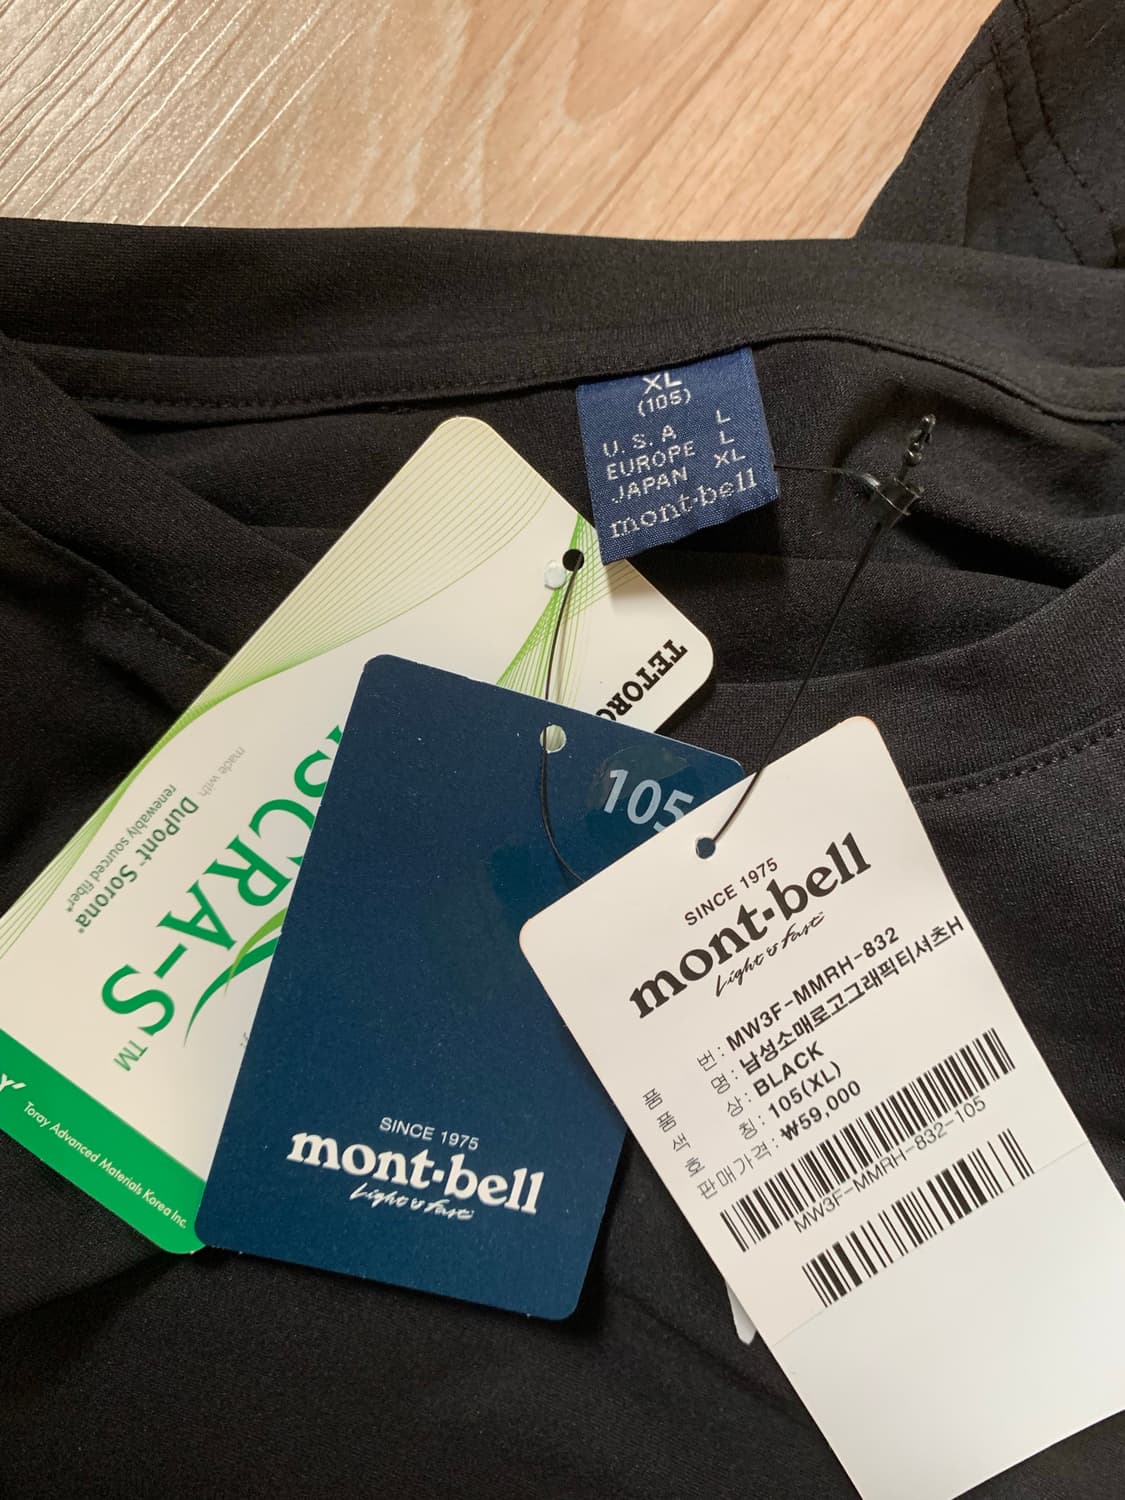 XL
(105)
U.S.A L
EUROPE L
JAPAN XL
mont·bell
made with
DuPont™ Sorona®
renewably sourced fiber*
SCRA-S™
Toray Advanced Materials Korea Inc.
105
SINCE 1975
mont·bell
Light & Fast
SINCE 1975
mont·bell
Light & Fast
품 번 : MW3F-MMRH-832
품 명 : 남성소매로고그래픽티셔츠H
색 상 : BLACK
호 칭 : 105(XL)
판매가격 : ₩59,000
MW3F-MMRH-832-105